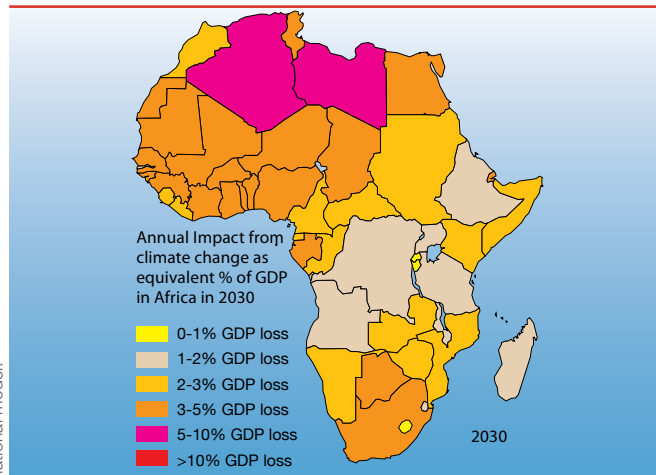 Annual Impact from
climate change as
equivalent % of GDP
in Africa in 2030
0-1% GDP loss
1-2% GDP loss
2-3% GDP loss
3-5% GDP loss
5-10% GDP loss
>10% GDP loss
2030